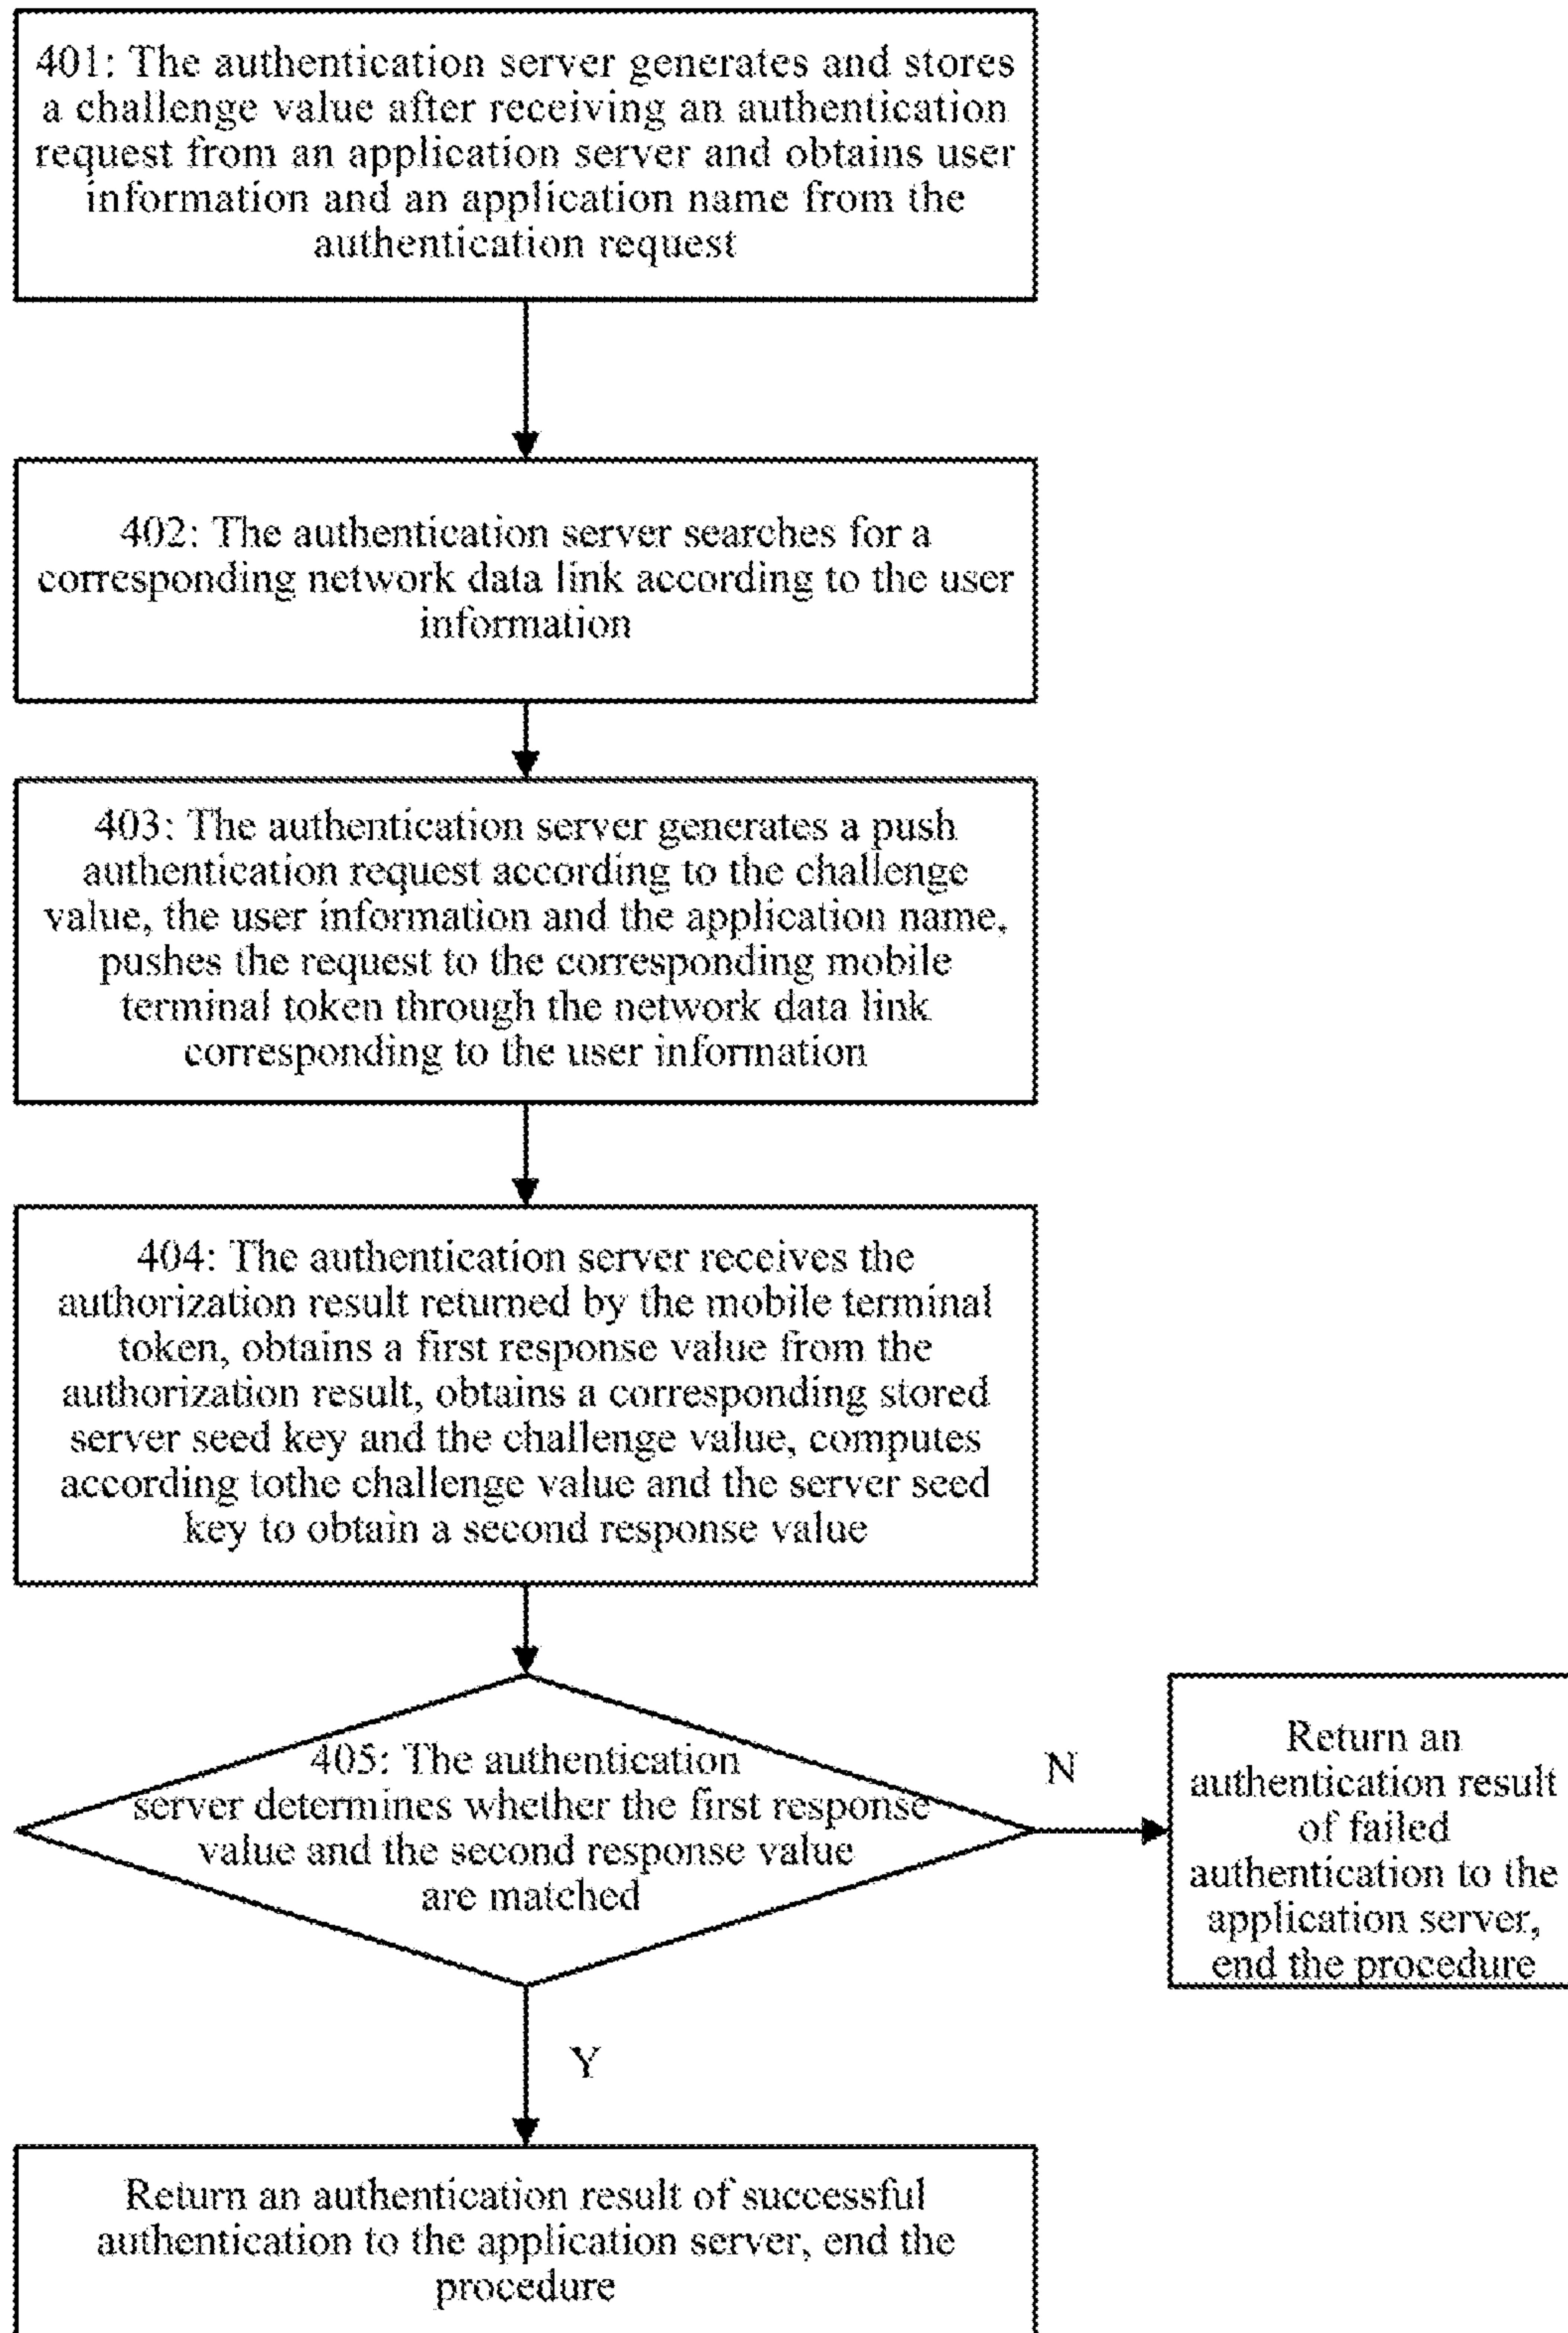 401: The authentication server generates and stores
a challenge value after receiving an authentication
request from an application server and obtains user
information and an application name from the
authentication request
402: The authentication server searches for a
corresponding network data link according to the user
information
403: The authentication server generates a push
authentication request according to the challenge
value, the user information and the application name,
pushes the request to the corresponding mobile
terminal token through the network data link
corresponding to the user information
404: The authentication server receives the
authorization result returned by the mobile terminal
token, obtains a first response value from the
authorization result, obtains a corresponding stored
server seed key and the challenge value, computes
according tothe challenge value and the server seed
key to obtain a second response value
405: The authentication
server determines whether the first response
value and the second response value
are matched
N
Return an
authentication result
of failed
authentication to the
application server,
end the procedure
Y
Return an authentication result of successful
authentication to the application server, end the
procedure